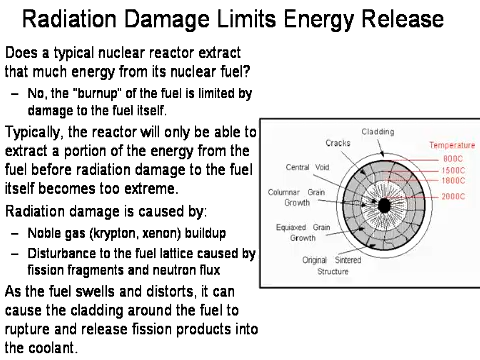 Radiation Damage Limits Energy Release
Does a typical nuclear reactor extract
that much energy from its nuclear fuel?
– No, the "burnup" of the fuel is limited by
damage to the fuel itself.
Typically, the reactor will only be able to
extract a portion of the energy from the
fuel before radiation damage to the fuel
itself becomes too extreme.
Radiation damage is caused by:
– Noble gas (krypton, xenon) buildup
– Disturbance to the fuel lattice caused by
fission fragments and neutron flux
As the fuel swells and distorts, it can
cause the cladding around the fuel to
rupture and release fission products into
the coolant.
Cladding
Cracks
Temperature
800C
Central Void
1500C
1800C
Columnar Grain
Growth
2000C
Equiaxed Grain
Growth
Original Sintered
Structure